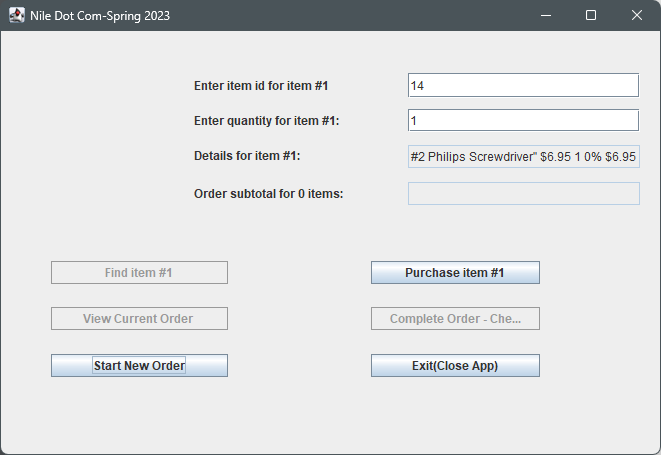 Nile Dot Com-Spring 2023
Enter item id for item #1
14
Enter quantity for item #1:
1
Details for item #1:
#2 Philips Screwdriver" $6.95 1 0% $6.95
Order subtotal for 0 items:
Find item #1
Purchase item #1
View Current Order
Complete Order - Che...
Start New Order
Exit(Close App)